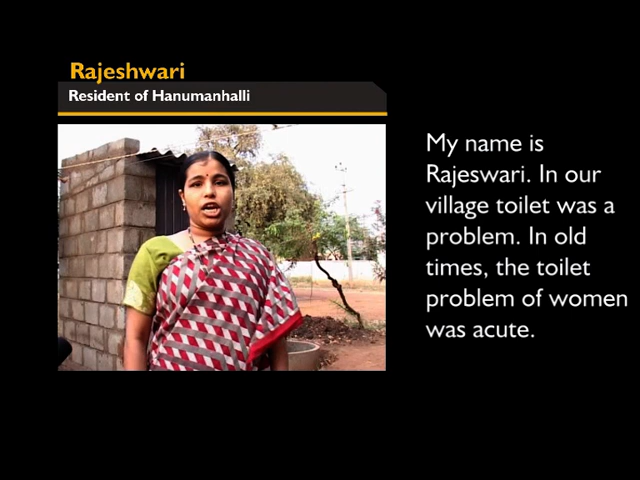 Rajeshwari
Resident of Hanumanhalli
My name is
Rajeswari. In our
village toilet was a
problem. In old
times, the toilet
problem of women
was acute.